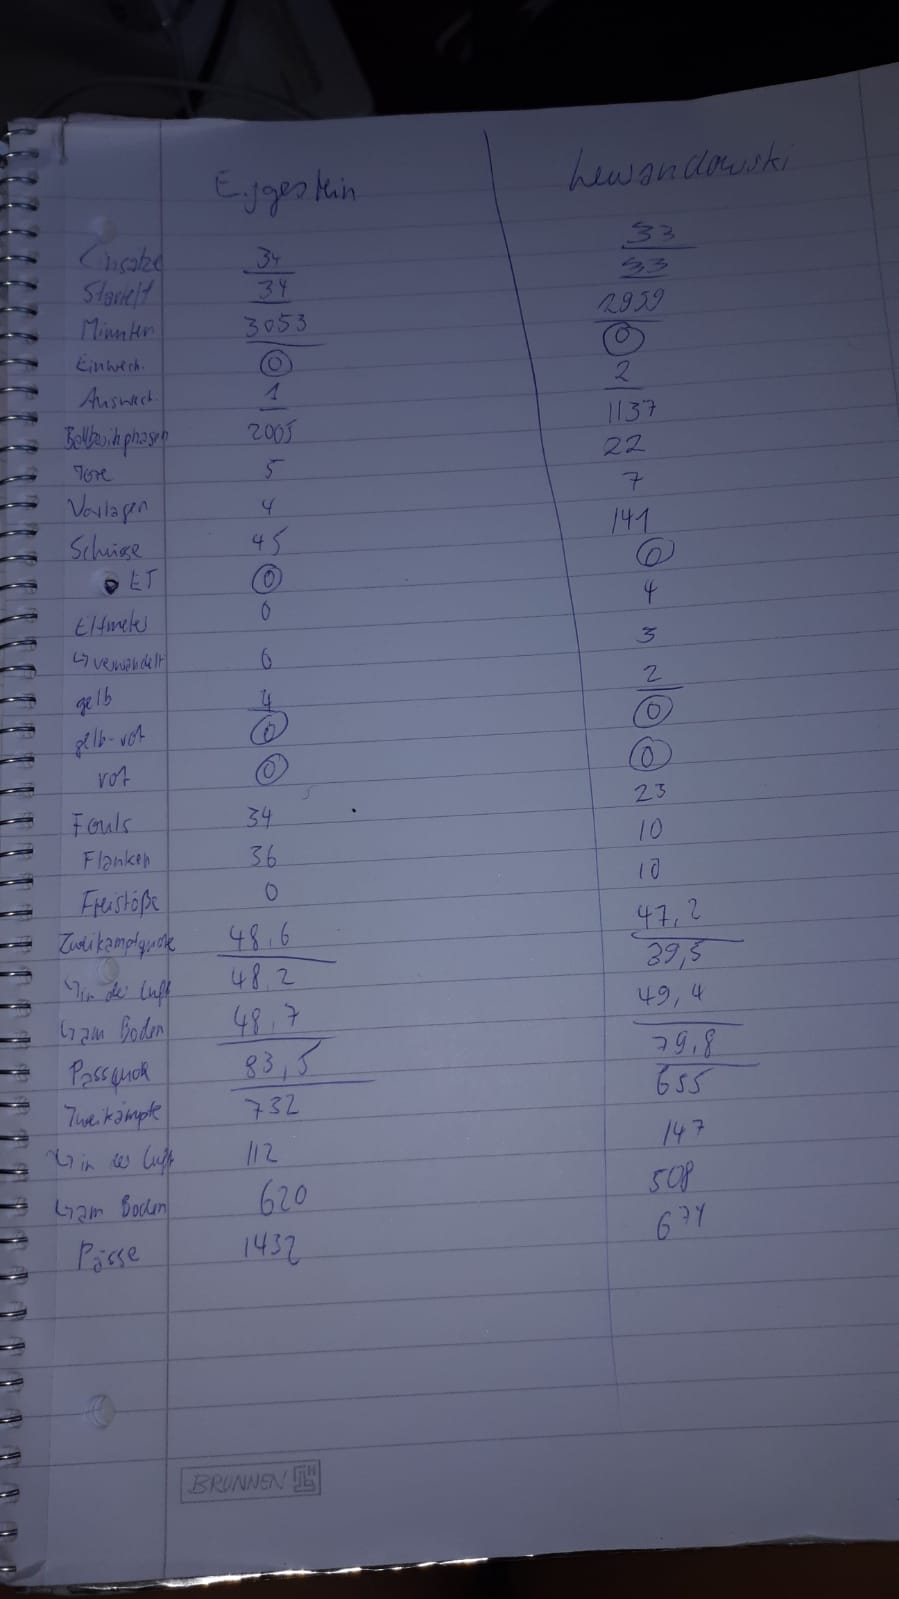 Eggestein Lewandowski
Einsätze 34 33
Startelf 34 33
Minuten 3053 2959
Einwech. 0 0
Auswech. 1 2
Ballbesitzphasen 2005 1137
Tore 5 22
Vorlagen 4 7
Schüsse 45 141
ET 0 0
Elfmeter 0 4
↳ verwandelt 0 3
gelb 4 2
gelb-rot 0 0
rot 0 0
Fouls 34 23
Flanken 36 10
Freistöße 0 10
Zweikampfquote 48,6 47,2
↳ in der Luft 48,2 39,5
↳ am Boden 48,7 49,4
Passquote 83,5 79,8
Zweikämpfe 732 655
↳ in der Luft 112 147
↳ am Boden 620 508
Pässe 1432 674
BRUNNEN